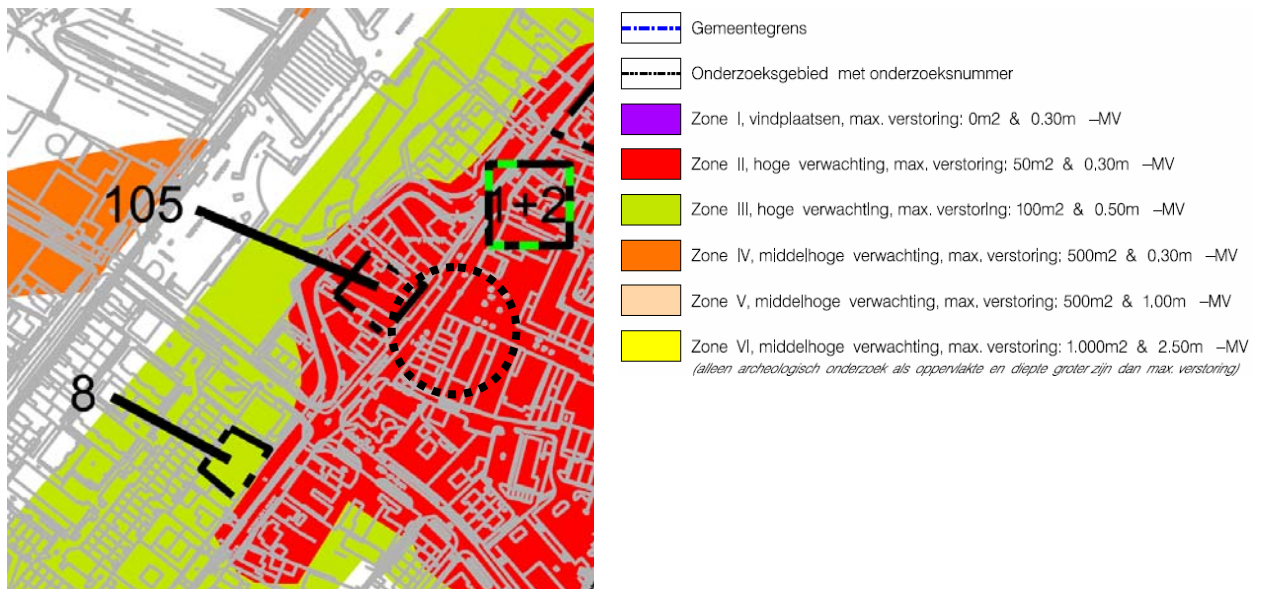 105
1+2
8
Gemeentegrens
Onderzoeksgebied met onderzoeksnummer
Zone I, vindplaatsen, max. verstoring: 0m2 & 0.30m –MV
Zone II, hoge verwachting, max. verstoring: 50m2 & 0.30m –MV
Zone III, hoge verwachting, max. verstoring: 100m2 & 0.50m –MV
Zone IV, middelhoge verwachting, max. verstoring: 500m2 & 0.30m –MV
Zone V, middelhoge verwachting, max. verstoring: 500m2 & 1.00m –MV
Zone VI, middelhoge verwachting, max. verstoring: 1.000m2 & 2.50m –MV
(alleen archeologisch onderzoek als oppervlakte en diepte groter zijn dan max. verstoring)